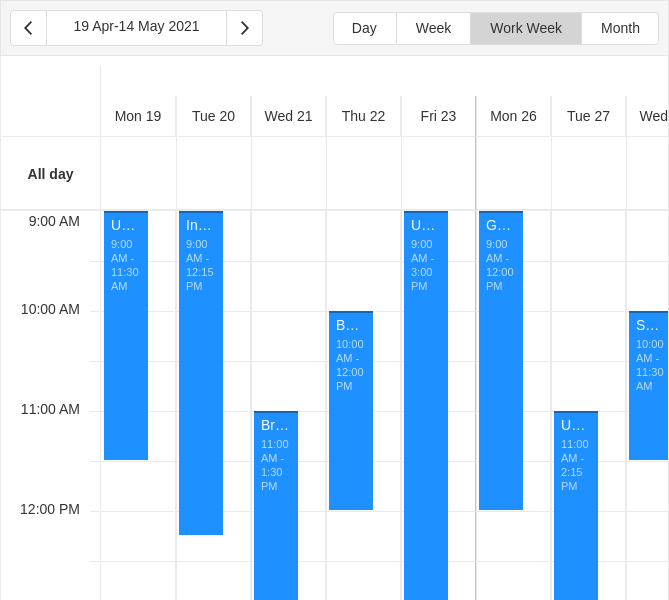 19 Apr-14 May 2021
Day Week Work Week Month
Mon 19 Tue 20 Wed 21 Thu 22 Fri 23 Mon 26 Tue 27 Wed
All day
9:00 AM
10:00 AM
11:00 AM
12:00 PM
U…
9:00
AM -
11:30
AM
In…
9:00
AM -
12:15
PM
Br…
11:00
AM -
1:30
PM
B…
10:00
AM -
12:00
PM
U…
9:00
AM -
3:00
PM
G…
9:00
AM -
12:00
PM
U…
11:00
AM -
2:15
PM
S…
10:00
AM -
11:30
AM